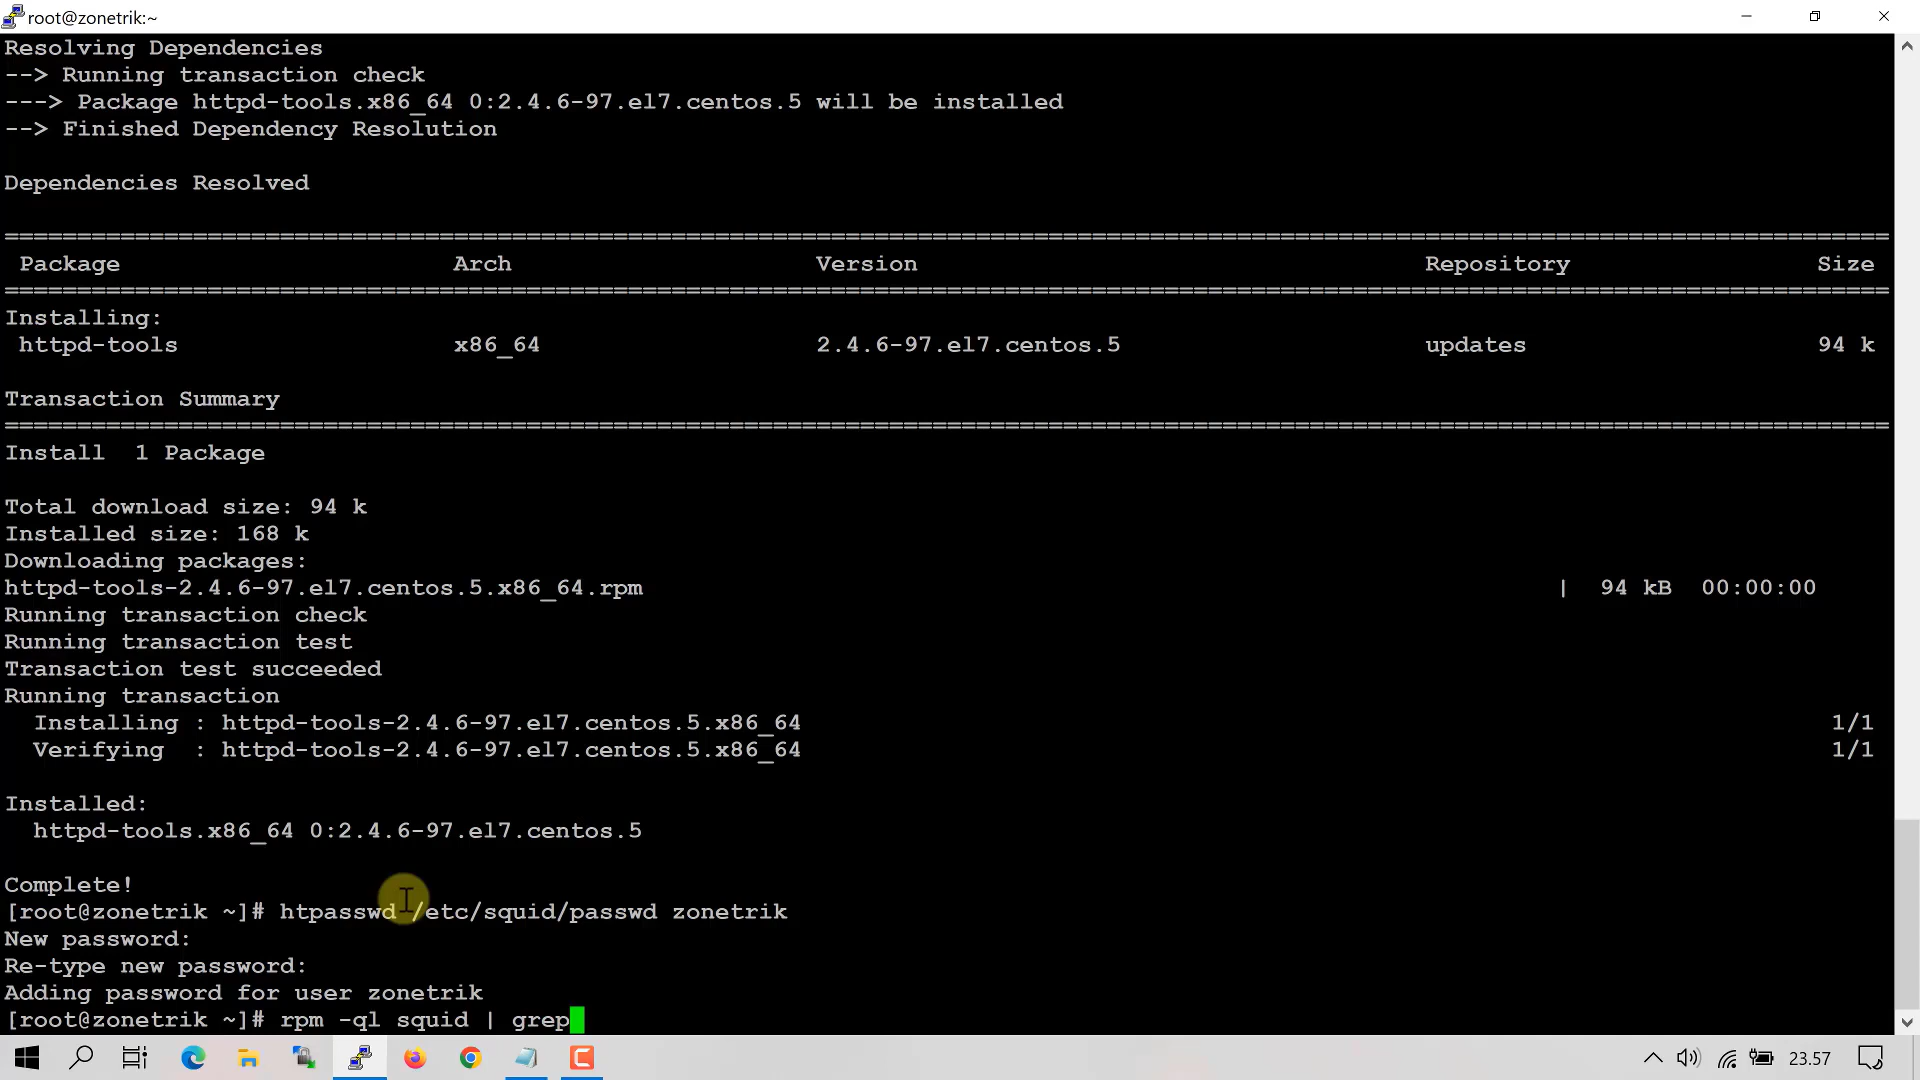 root@zonetrik:~
Resolving Dependencies
--> Running transaction check
---> Package httpd-tools.x86_64 0:2.4.6-97.el7.centos.5 will be installed
--> Finished Dependency Resolution
Dependencies Resolved
================================================================================
Package Arch Version Repository Size
================================================================================
Installing:
httpd-tools x86_64 2.4.6-97.el7.centos.5 updates 94 k
Transaction Summary
================================================================================
Install  1 Package
Total download size: 94 k
Installed size: 168 k
Downloading packages:
httpd-tools-2.4.6-97.el7.centos.5.x86_64.rpm | 94 kB 00:00:00
Running transaction check
Running transaction test
Transaction test succeeded
Running transaction
Installing : httpd-tools-2.4.6-97.el7.centos.5.x86_64 1/1
Verifying  : httpd-tools-2.4.6-97.el7.centos.5.x86_64 1/1
Installed:
httpd-tools.x86_64 0:2.4.6-97.el7.centos.5
Complete!
[root@zonetrik ~]# htpasswd /etc/squid/passwd zonetrik
New password:
Re-type new password:
Adding password for user zonetrik
[root@zonetrik ~]# rpm -ql squid | grep
23.57